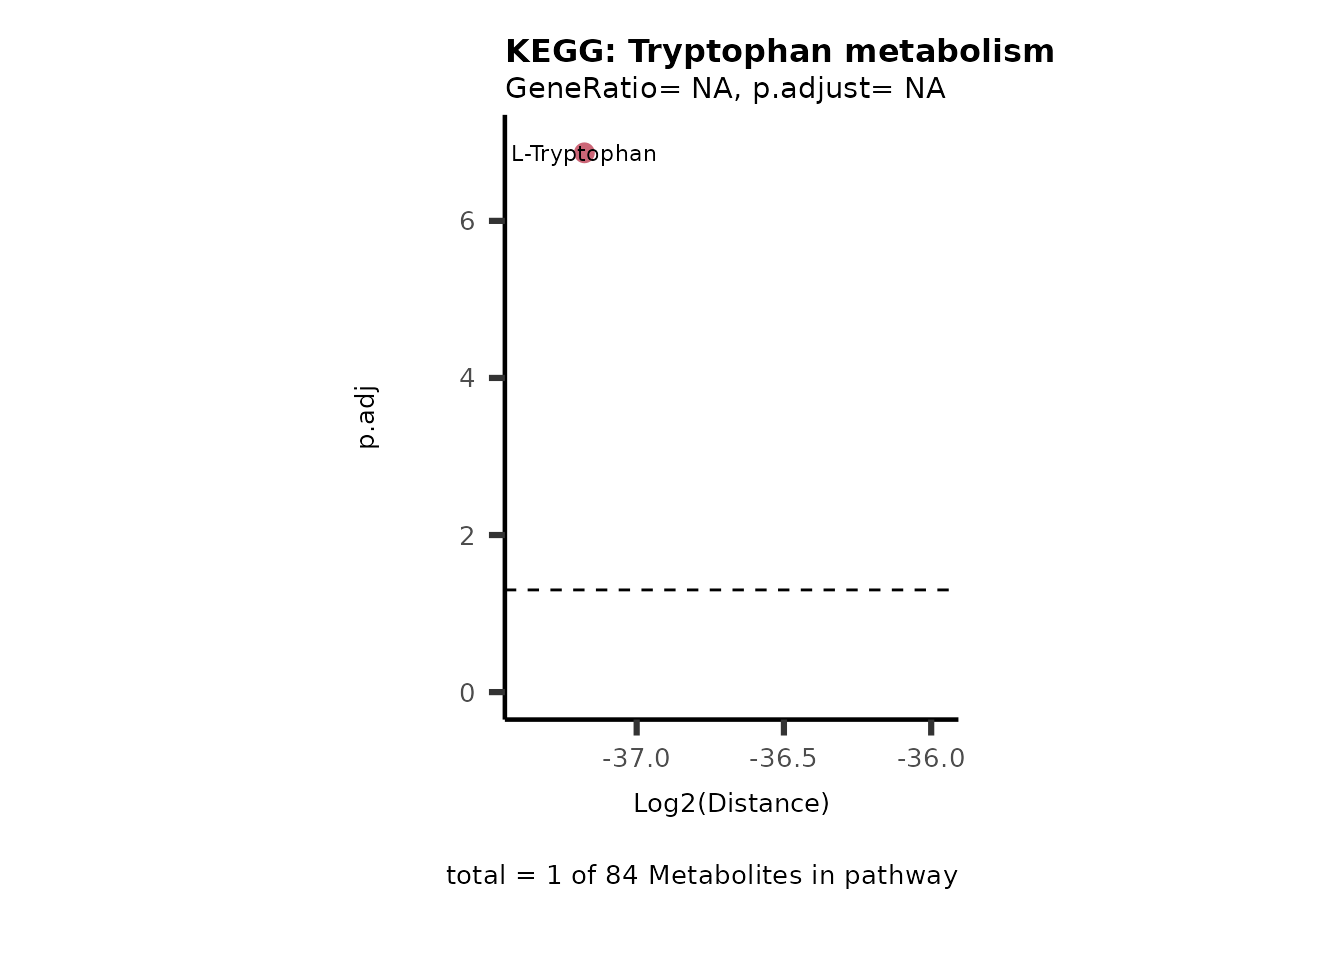 KEGG: Tryptophan metabolism
GeneRatio= NA, p.adjust= NA
L-Tryptophan
6
4
2
0
p.adj
-37.0 -36.5 -36.0
Log2(Distance)
total = 1 of 84 Metabolites in pathway